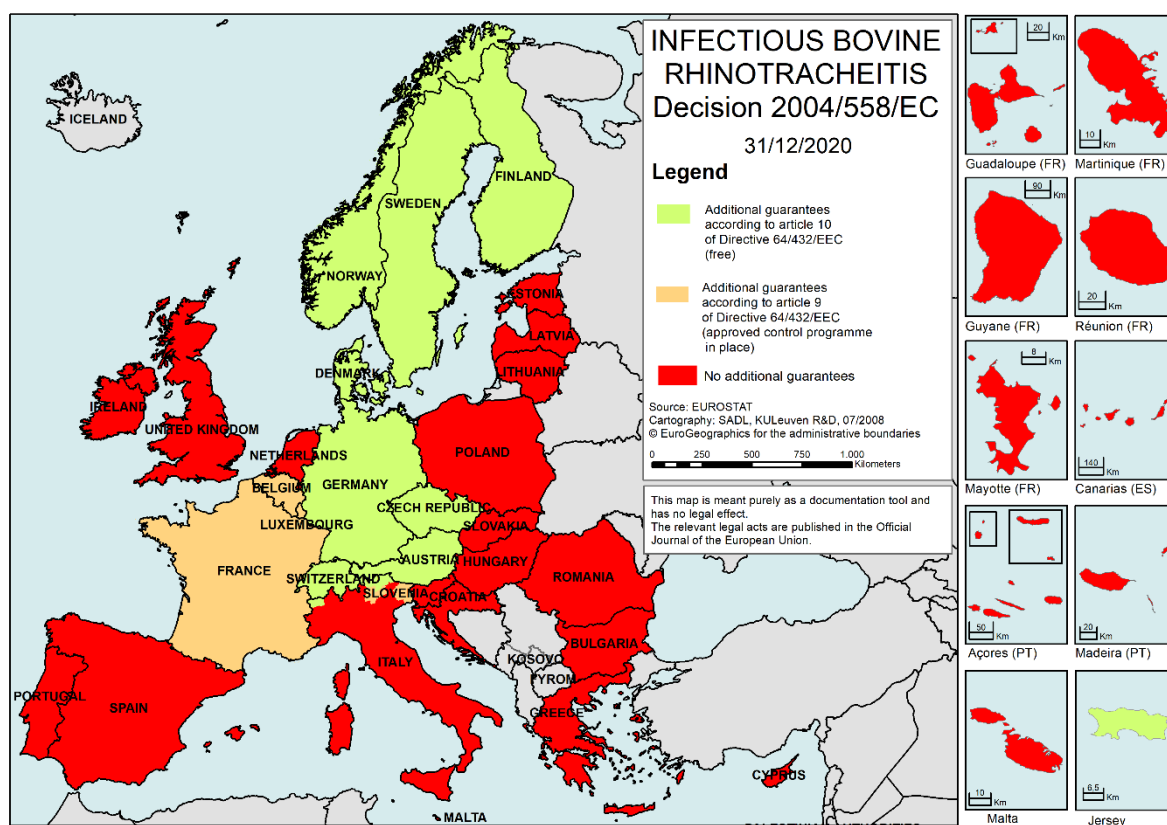 INFECTIOUS BOVINE
RHINOTRACHEITIS
Decision 2004/558/EC
31/12/2020
Legend
Additional guarantees
according to article 10
of Directive 64/432/EEC
(free)
Additional guarantees
according to article 9
of Directive 64/432/EEC
(approved control programme
in place)
No additional guarantees
Source: EUROSTAT
Cartography: SADL, KULeuven R&D, 07/2008
© EuroGeographics for the administrative boundaries
0 200 400 600 800 1.000
Kilometers
This map is meant purely as a documentation tool and
has no legal effect.
The relevant legal acts are published in the Official
Journal of the European Union.
ICELAND
FINLAND
SWEDEN
NORWAY
ESTONIA
LATVIA
LITHUANIA
DENMARK
IRELAND
UNITED KINGDOM
NETHERLANDS
POLAND
BELGIUM
GERMANY
CZECH REPUBLIC
LUXEMBOURG
SLOVAKIA
AUSTRIA
HUNGARY
FRANCE
SWITZERLAND
ROMANIA
SLOVENIA
CROATIA
BULGARIA
KOSOVO
ITALY
FYROM
PORTUGAL
SPAIN
GREECE
CYPRUS
MALTA
20
Km
Guadaloupe (FR)
10
Km
Martinique (FR)
90
Km
Guyane (FR)
20
Km
Réunion (FR)
8
Km
Mayotte (FR)
140
Km
Canarias (ES)
50
Km
Açores (PT)
20
Km
Madeira (PT)
10
Km
Malta
6.5
Km
Jersey